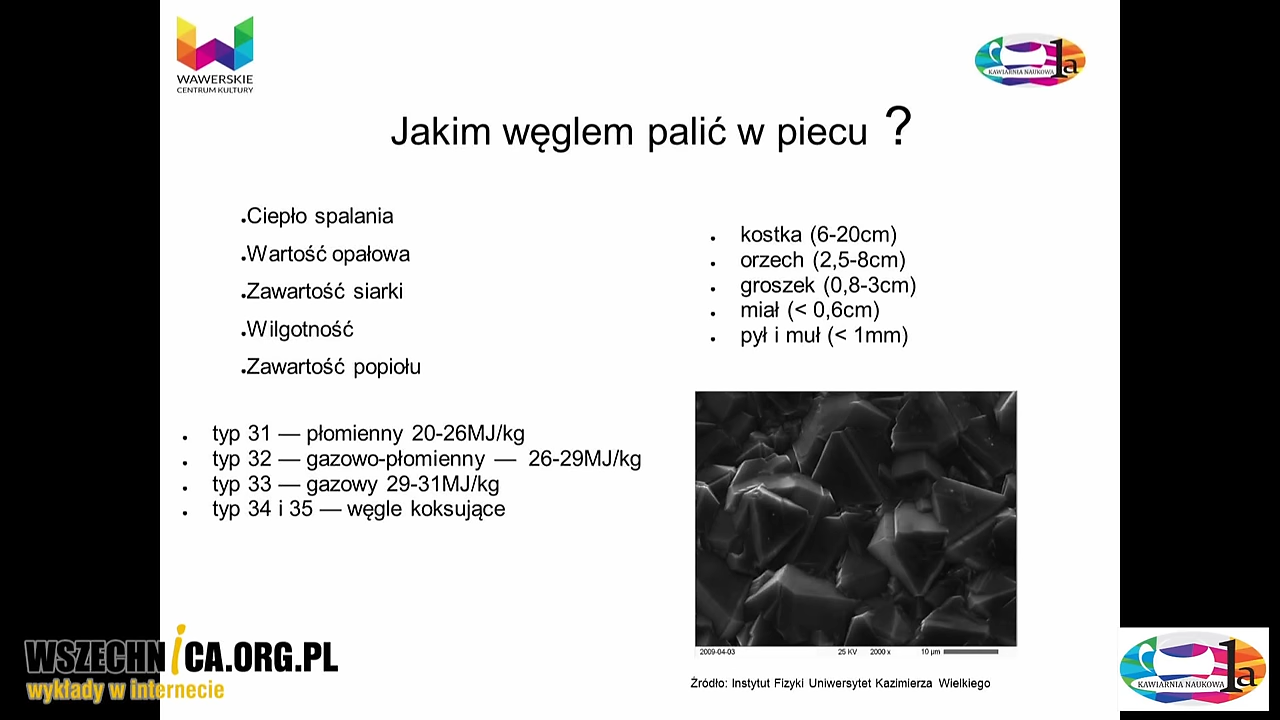 WAWERSKIE
CENTRUM KULTURY
KAWIARNIA NAUKOWA 1a
Jakim węglem palić w piecu ?
Ciepło spalania
Wartość opałowa
Zawartość siarki
Wilgotność
Zawartość popiołu
kostka (6-20cm)
orzech (2,5-8cm)
groszek (0,8-3cm)
miał (< 0,6cm)
pył i muł (< 1mm)
typ 31 — płomienny 20-26MJ/kg
typ 32 — gazowo-płomienny — 26-29MJ/kg
typ 33 — gazowy 29-31MJ/kg
typ 34 i 35 — węgle koksujące
2009-04-03 25 KV 2000 x 10 µm
Źródło: Instytut Fizyki Uniwersytet Kazimierza Wielkiego
WSZECHNICA.ORG.PL
wykłady w internecie
KAWIARNIA NAUKOWA 1a